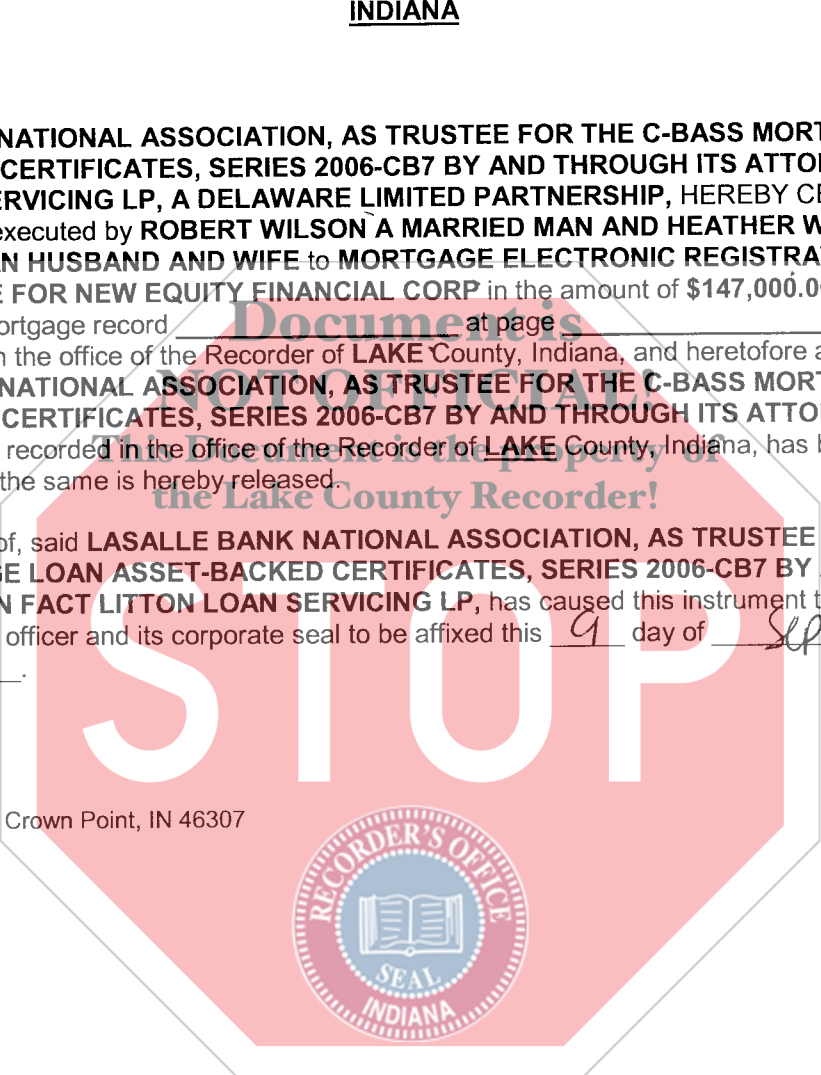 INDIANA
NATIONAL ASSOCIATION, AS TRUSTEE FOR THE C-BASS MORT
CERTIFICATES, SERIES 2006-CB7 BY AND THROUGH ITS ATTO
ERVICING LP, A DELAWARE LIMITED PARTNERSHIP, HEREBY CE
executed by ROBERT WILSON A MARRIED MAN AND HEATHER W
AN HUSBAND AND WIFE to MORTGAGE ELECTRONIC REGISTRA
E FOR NEW EQUITY FINANCIAL CORP in the amount of $147,000.0
ortgage record ____________ at page ____________
n the office of the Recorder of LAKE County, Indiana, and heretofore a
NATIONAL ASSOCIATION, AS TRUSTEE FOR THE C-BASS MORT
CERTIFICATES, SERIES 2006-CB7 BY AND THROUGH ITS ATTO
recorded in the office of the Recorder of LAKE County, Indiana, has b
the same is hereby released.
of, said LASALLE BANK NATIONAL ASSOCIATION, AS TRUSTEE
GE LOAN ASSET-BACKED CERTIFICATES, SERIES 2006-CB7 BY
N FACT LITTON LOAN SERVICING LP, has caused this instrument t
officer and its corporate seal to be affixed this 9 day of Sep
Crown Point, IN 46307
Document is
NOT OFFICIAL!
This Document is the property of
the Lake County Recorder!
STOP
RECORDER'S OFFICE
SEAL
INDIANA